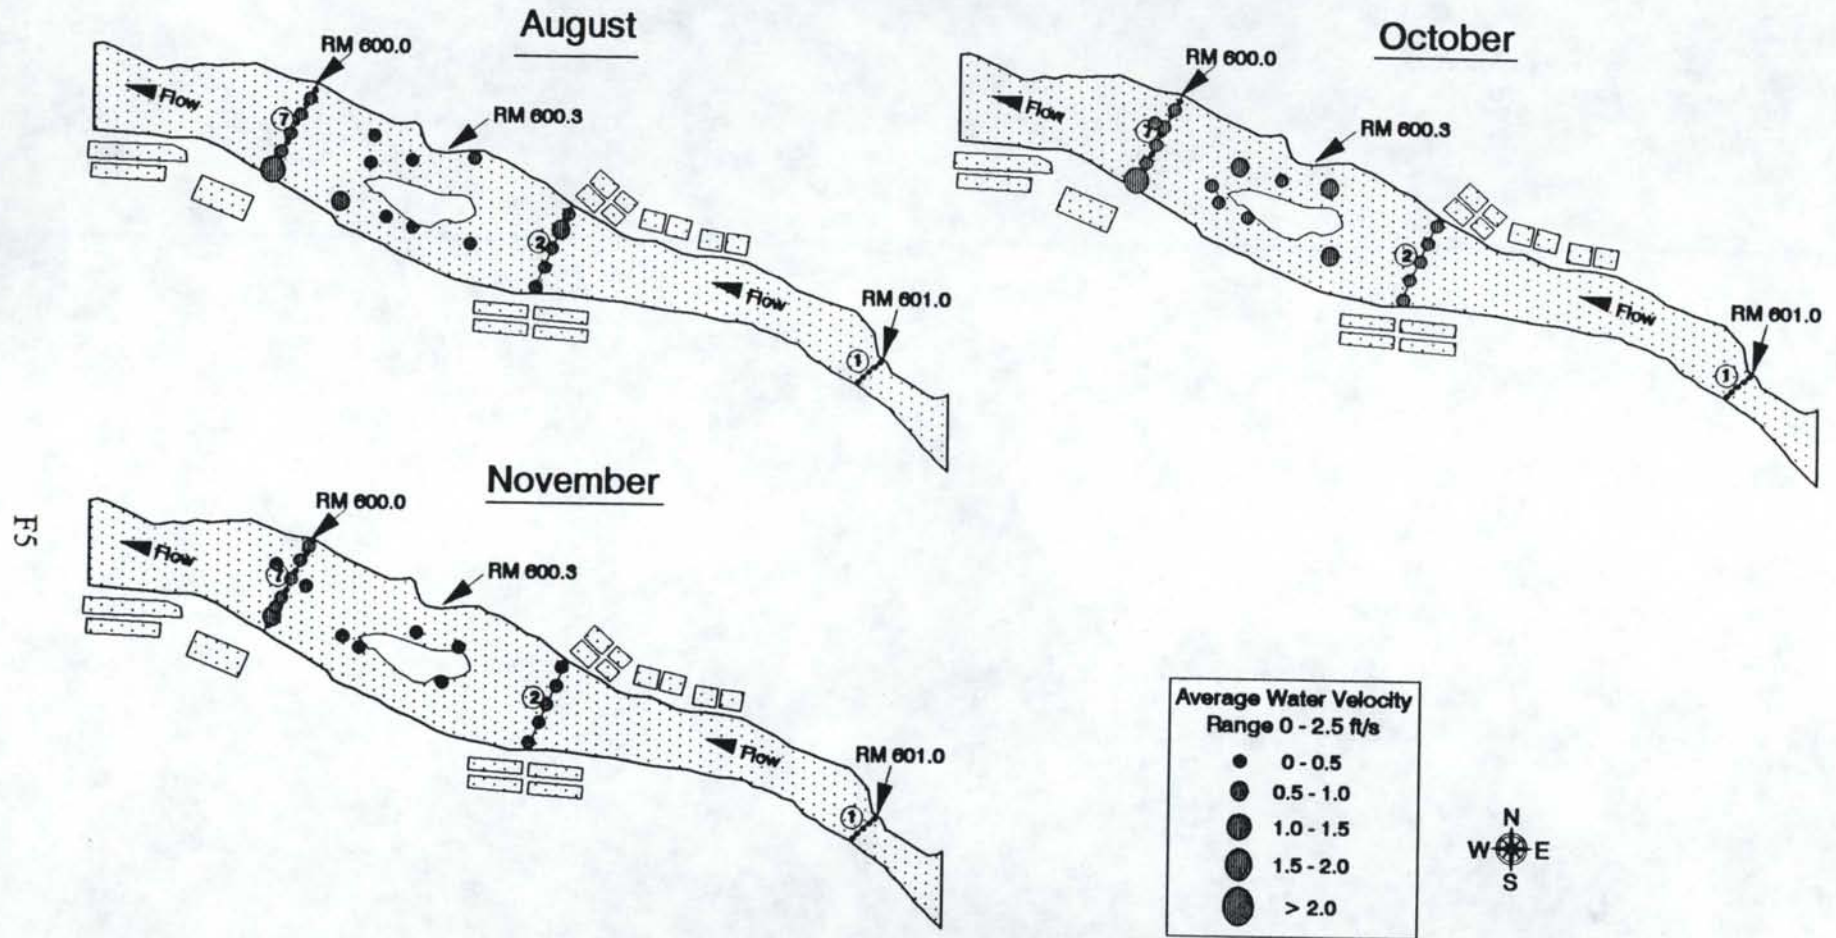 August
RM 600.0
Flow
7
RM 600.3
2
Flow
RM 601.0
1
October
RM 600.0
Flow
7
RM 600.3
2
Flow
RM 601.0
1
November
RM 600.0
Flow
7
RM 600.3
2
Flow
RM 601.0
1
F5
Average Water Velocity
Range 0 - 2.5 ft/s
0 - 0.5
0.5 - 1.0
1.0 - 1.5
1.5 - 2.0
> 2.0
N
W E
S